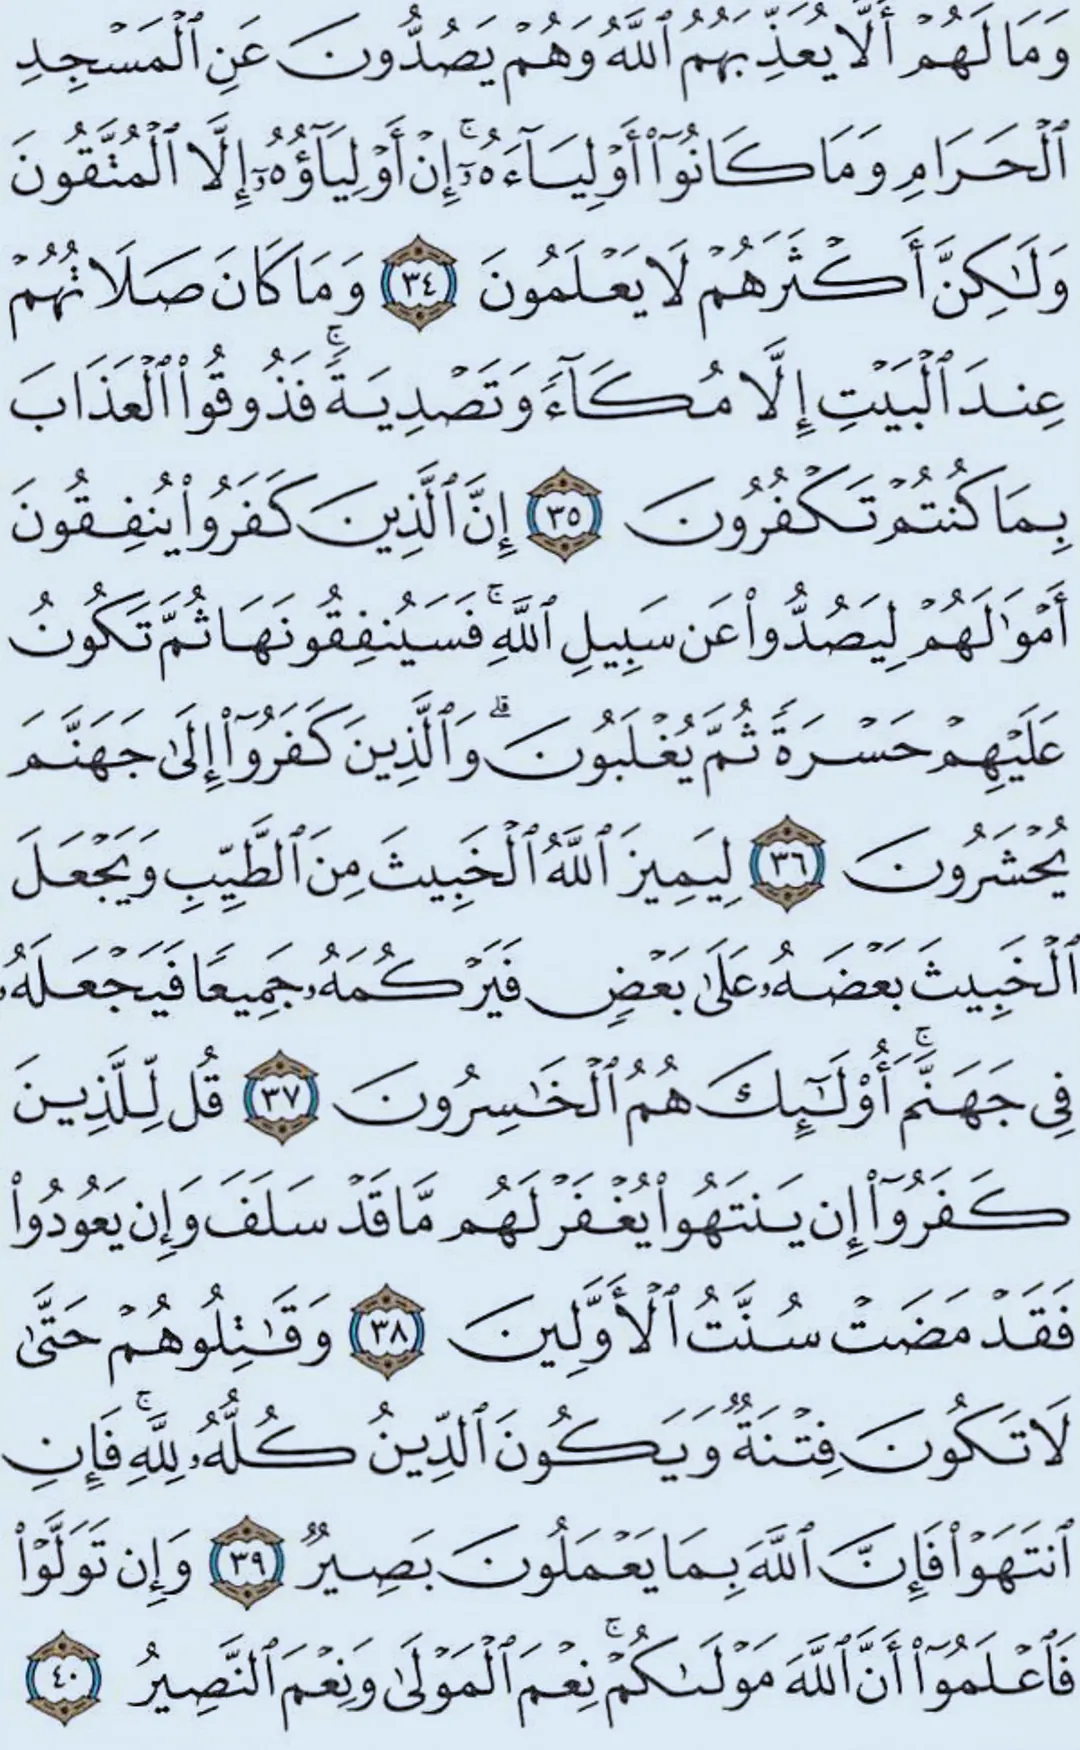 وَمَا لَهُمْ أَلَّا يُعَذِّبَهُمُ ٱللَّهُ وَهُمْ يَصُدُّونَ عَنِ ٱلْمَسْجِدِ
ٱلْحَرَامِ وَمَا كَانُوٓا۟ أَوْلِيَآءَهُۥٓ ۚ إِنْ أَوْلِيَآؤُهُۥٓ إِلَّا ٱلْمُتَّقُونَ
وَلَـٰكِنَّ أَكْثَرَهُمْ لَا يَعْلَمُونَ ٣٤ وَمَا كَانَ صَلَاتُهُمْ
عِندَ ٱلْبَيْتِ إِلَّا مُكَآءً وَتَصْدِيَةً ۚ فَذُوقُوا۟ ٱلْعَذَابَ
بِمَا كُنتُمْ تَكْفُرُونَ ٣٥ إِنَّ ٱلَّذِينَ كَفَرُوا۟ يُنفِقُونَ
أَمْوَٰلَهُمْ لِيَصُدُّوا۟ عَن سَبِيلِ ٱللَّهِ ۚ فَسَيُنفِقُونَهَا ثُمَّ تَكُونُ
عَلَيْهِمْ حَسْرَةً ثُمَّ يُغْلَبُونَ ۗ وَٱلَّذِينَ كَفَرُوٓا۟ إِلَىٰ جَهَنَّمَ
يُحْشَرُونَ ٣٦ لِيَمِيزَ ٱللَّهُ ٱلْخَبِيثَ مِنَ ٱلطَّيِّبِ وَيَجْعَلَ
ٱلْخَبِيثَ بَعْضَهُۥ عَلَىٰ بَعْضٍ فَيَرْكُمَهُۥ جَمِيعًا فَيَجْعَلَهُۥ
فِى جَهَنَّمَ ۚ أُو۟لَـٰٓئِكَ هُمُ ٱلْخَـٰسِرُونَ ٣٧ قُل لِّلَّذِينَ
كَفَرُوٓا۟ إِن يَنتَهُوا۟ يُغْفَرْ لَهُم مَّا قَدْ سَلَفَ وَإِن يَعُودُوا۟
فَقَدْ مَضَتْ سُنَّتُ ٱلْأَوَّلِينَ ٣٨ وَقَـٰتِلُوهُمْ حَتَّىٰ
لَا تَكُونَ فِتْنَةٌ وَيَكُونَ ٱلدِّينُ كُلُّهُۥ لِلَّهِ ۚ فَإِنِ
ٱنتَهَوْا۟ فَإِنَّ ٱللَّهَ بِمَا يَعْمَلُونَ بَصِيرٌ ٣٩ وَإِن تَوَلَّوْا۟
فَٱعْلَمُوٓا۟ أَنَّ ٱللَّهَ مَوْلَىٰكُمْ ۚ نِعْمَ ٱلْمَوْلَىٰ وَنِعْمَ ٱلنَّصِيرُ ٤٠